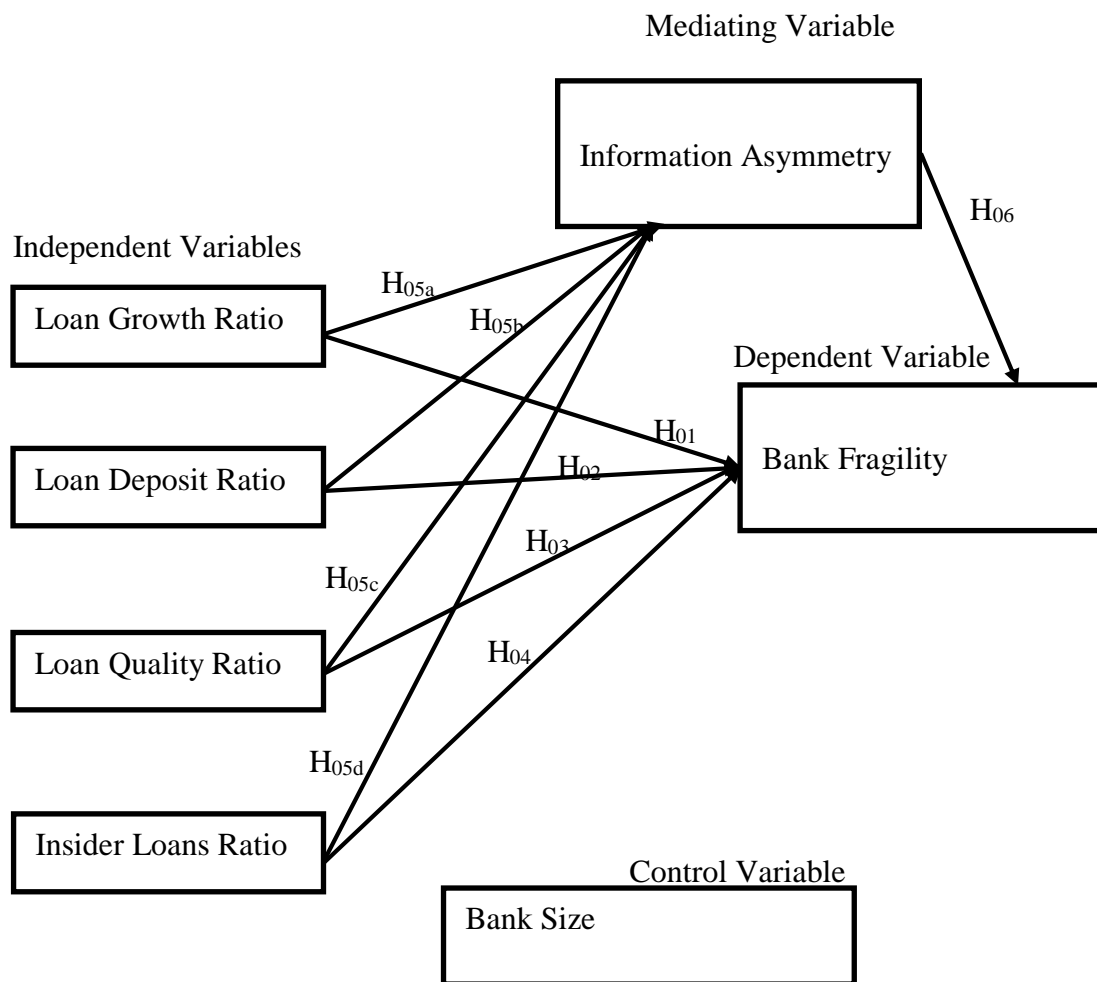 Mediating Variable
Information Asymmetry
H06
Independent Variables
H05a
Loan Growth Ratio
H05b
Dependent Variable
H01
Bank Fragility
Loan Deposit Ratio
H02
H03
H05c
Loan Quality Ratio
H04
H05d
Insider Loans Ratio
Control Variable
Bank Size